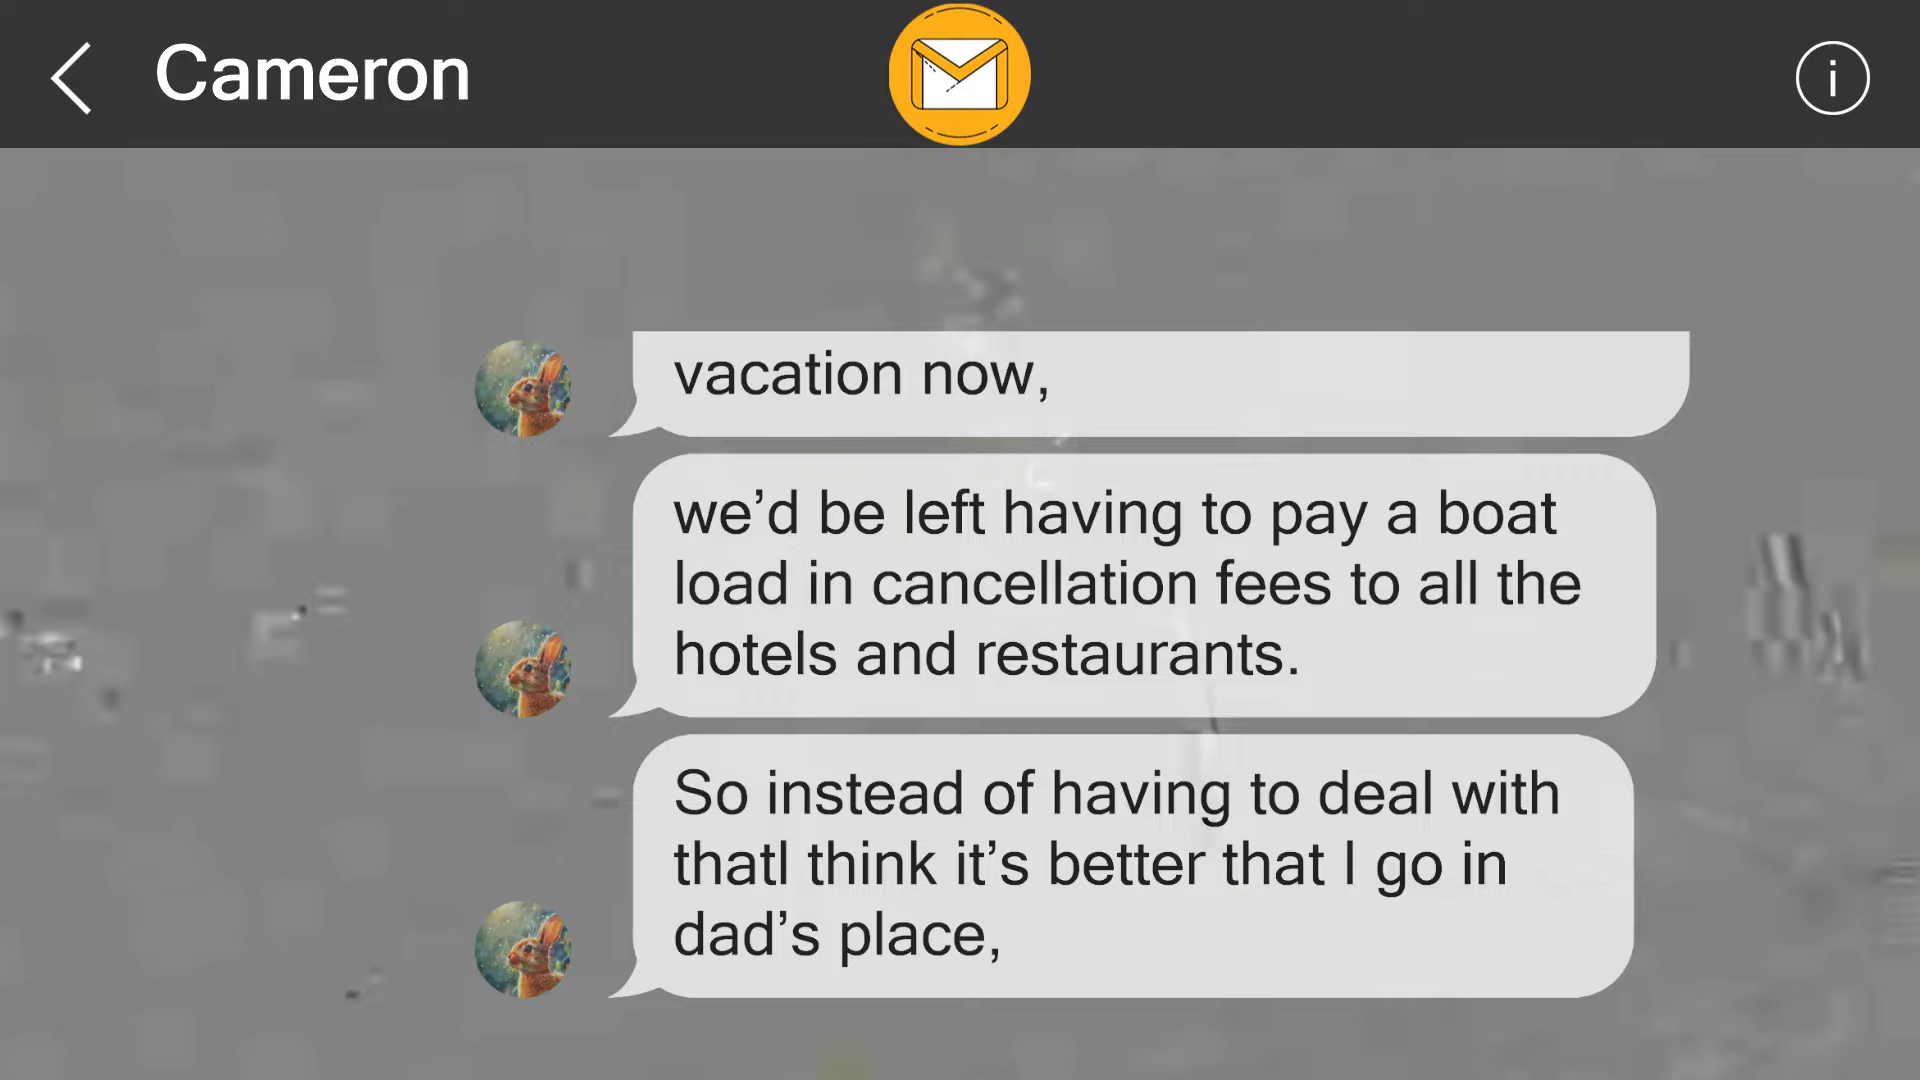 Cameron
vacation now,
we’d be left having to pay a boat
load in cancellation fees to all the
hotels and restaurants.
So instead of having to deal with
thatI think it’s better that I go in
dad’s place,